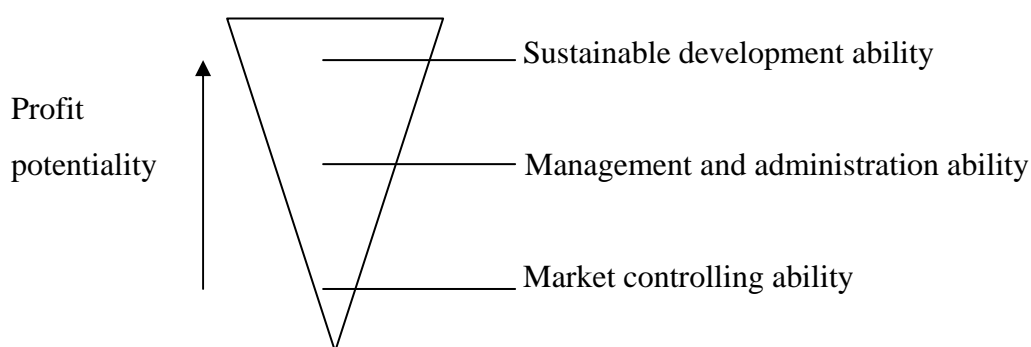 Sustainable development ability
Profit
potentiality
Management and administration ability
Market controlling ability